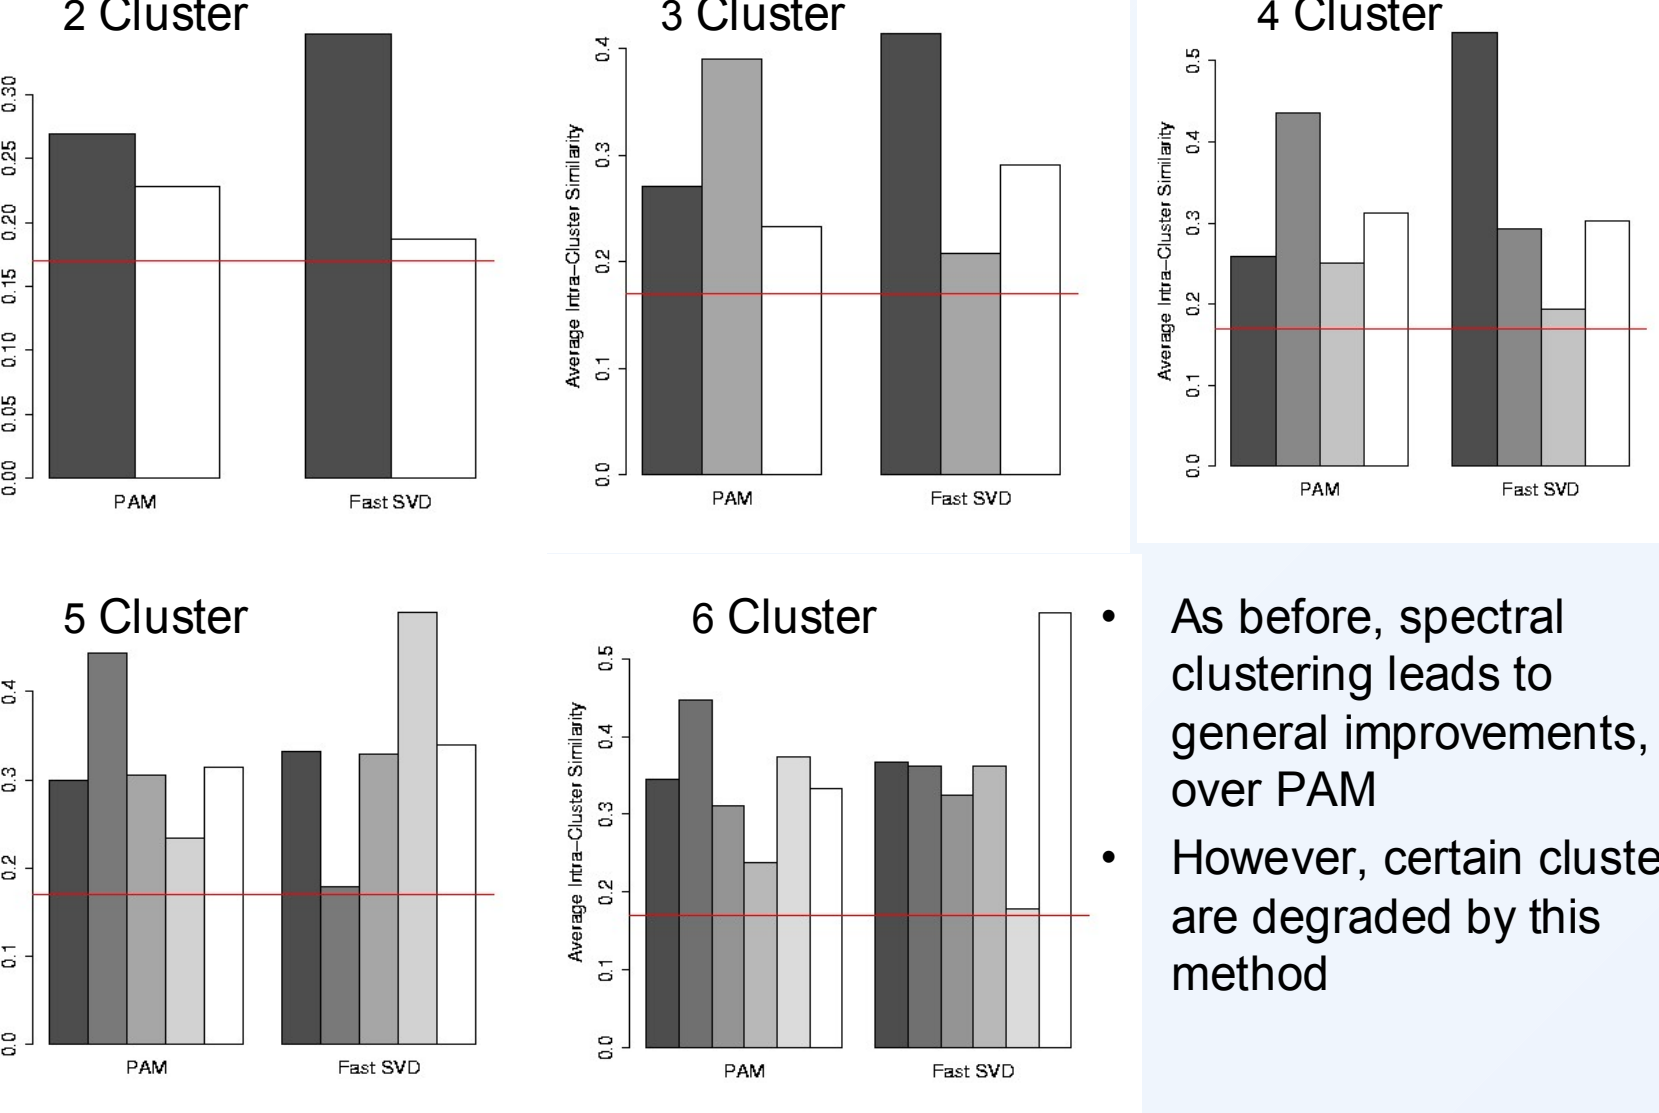 2 Cluster
0.00 0.05 0.10 0.15 0.20 0.25 0.30
PAM Fast SVD
3 Cluster
Average Intra−Cluster Similarity
0.0 0.1 0.2 0.3 0.4
PAM Fast SVD
4 Cluster
Average Intra−Cluster Similarity
0.0 0.1 0.2 0.3 0.4 0.5
PAM Fast SVD
5 Cluster
0.0 0.1 0.2 0.3 0.4
PAM Fast SVD
6 Cluster
Average Intra−Cluster Similarity
0.0 0.1 0.2 0.3 0.4 0.5
PAM Fast SVD
• As before, spectral
clustering leads to
general improvements,
over PAM
• However, certain cluste
are degraded by this
method